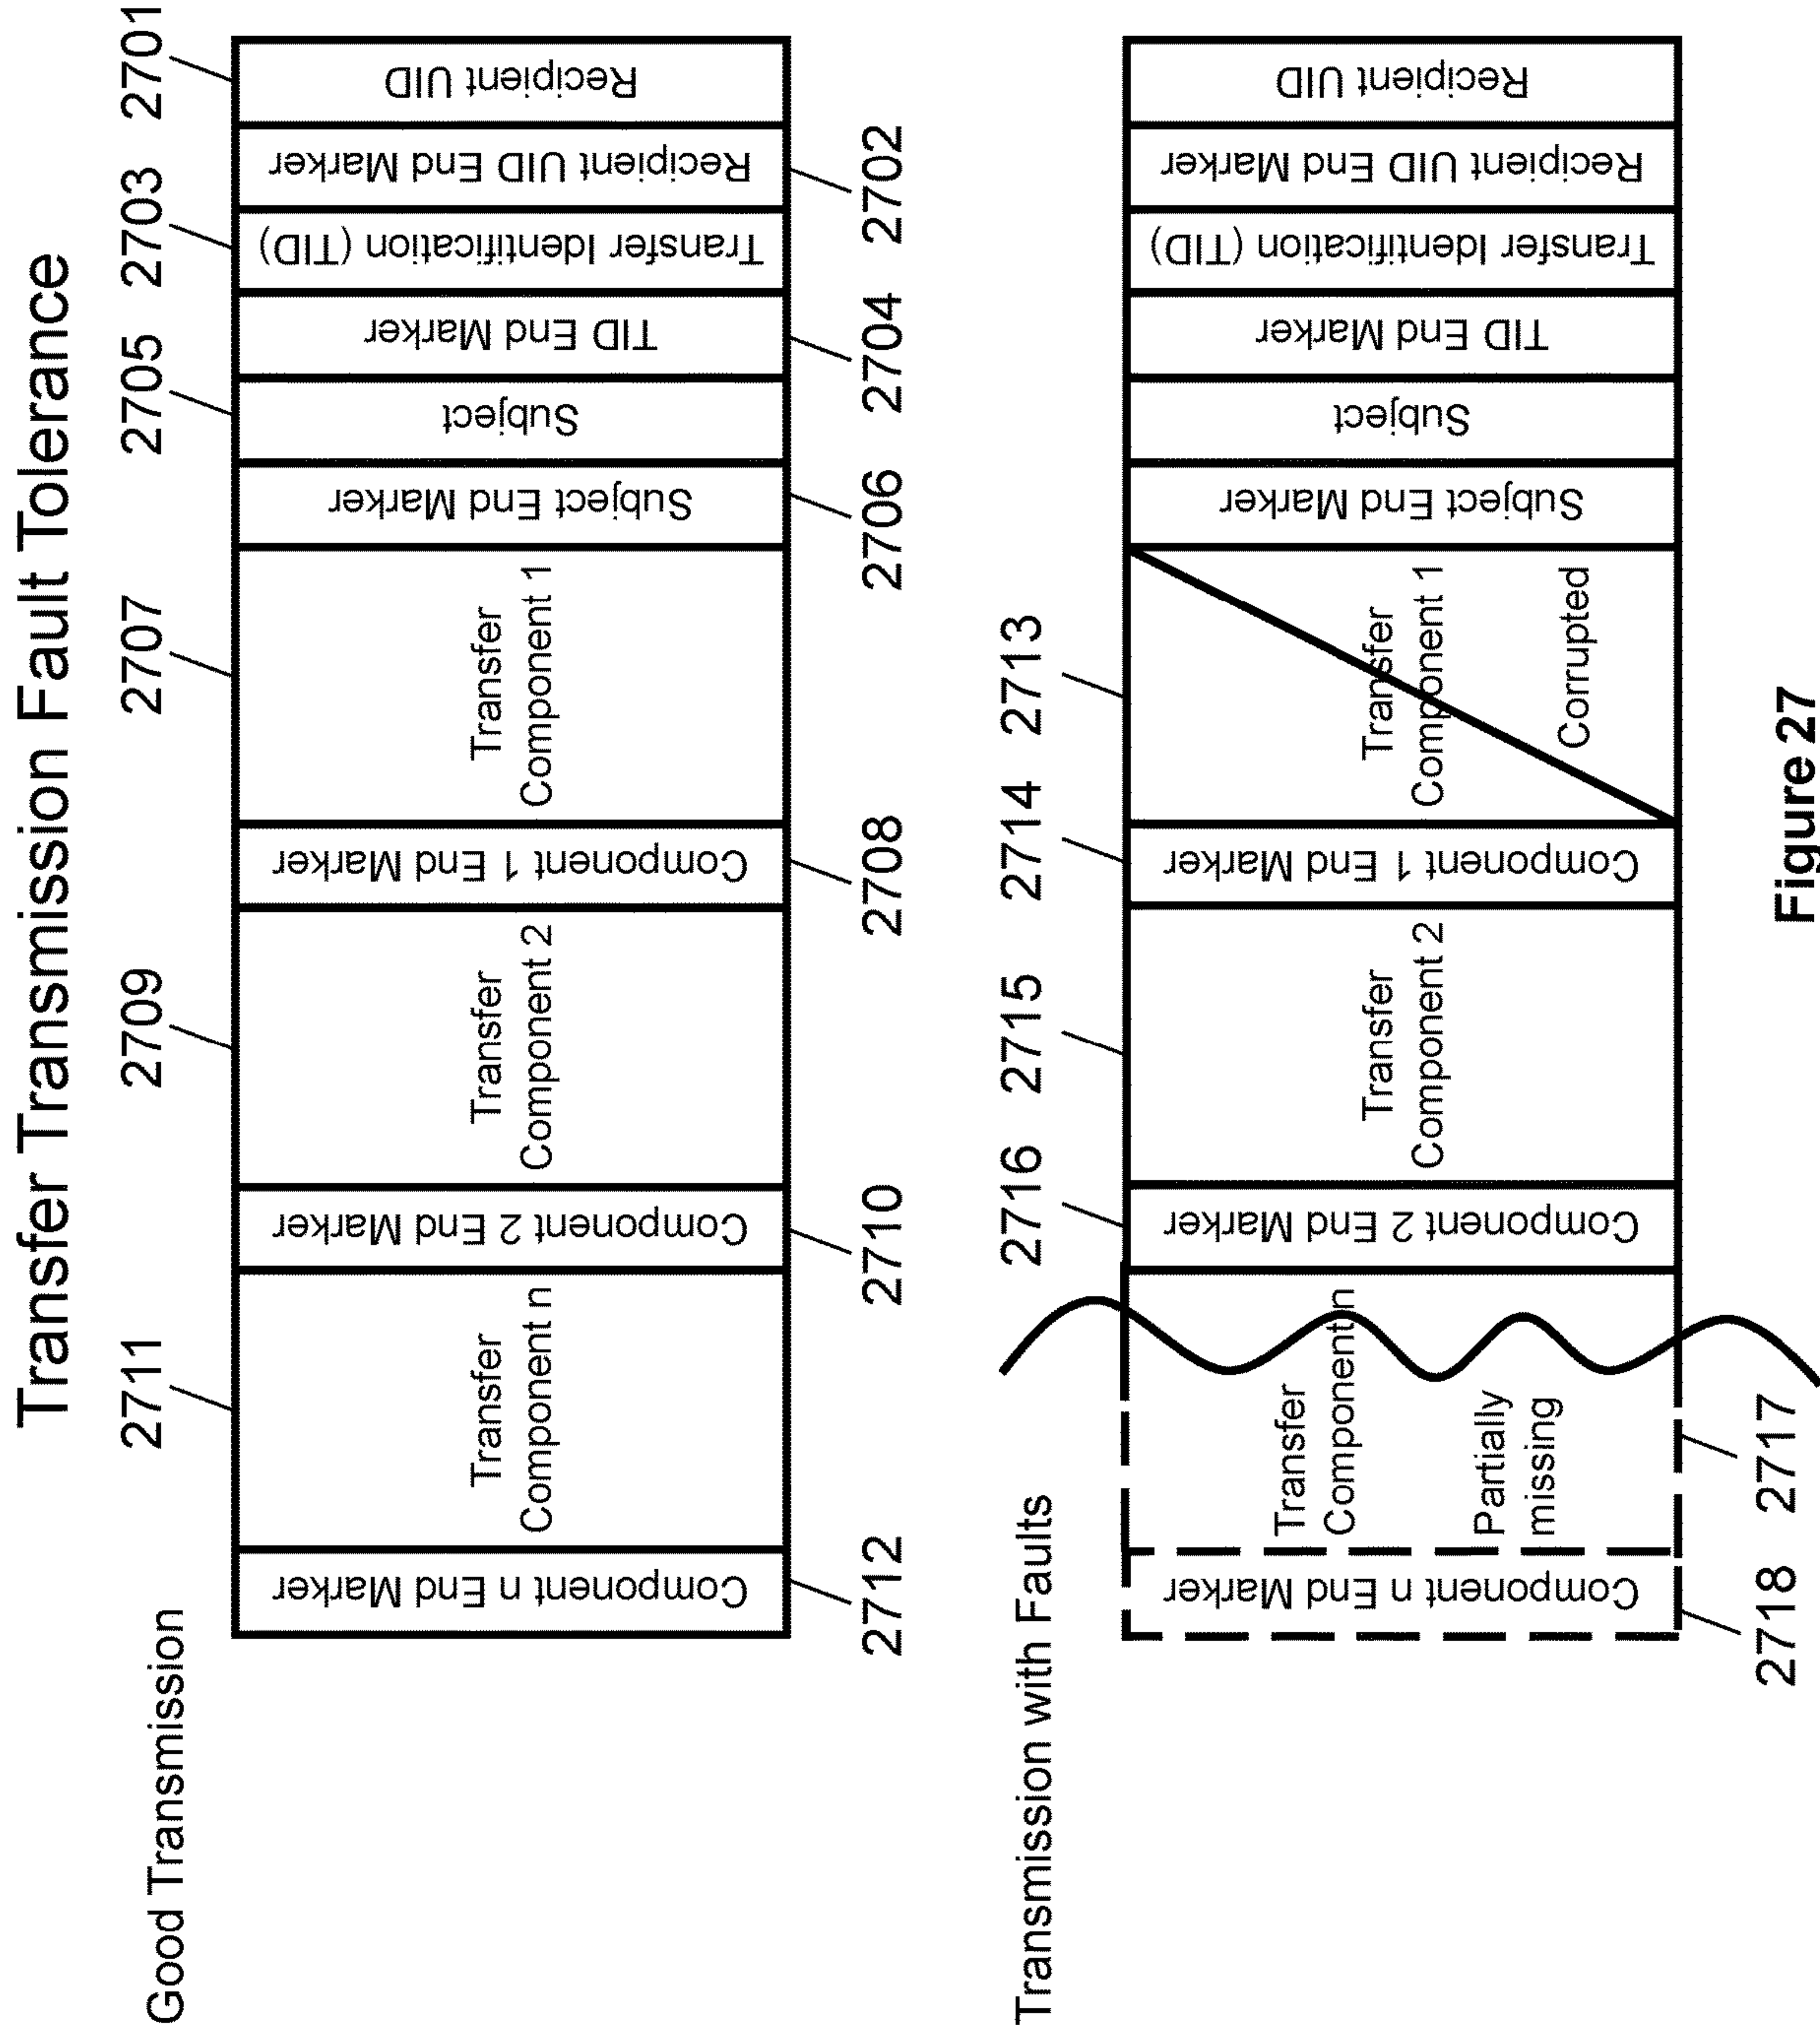 Transfer Transmission Fault Tolerance
Good Transmission
2711
2709
2707
2705
2703
2701
Component n End Marker
Transfer
Component n
Component 2 End Marker
Transfer
Component 2
Component 1 End Marker
Transfer
Component 1
Subject End Marker
Subject
TID End Marker
Transfer Identification (TID)
Recipient UID End Marker
Recipient UID
2712
2710
2708
2706
2704
2702
Transmission with Faults
2716
2715
2714
2713
Component n End Marker
Transfer
Component n
Partially
missing
Component 2 End Marker
Transfer
Component 2
Component 1 End Marker
Transfer
Component 1
Corrupted
Subject End Marker
Subject
TID End Marker
Transfer Identification (TID)
Recipient UID End Marker
Recipient UID
2718
2717
Figure 27